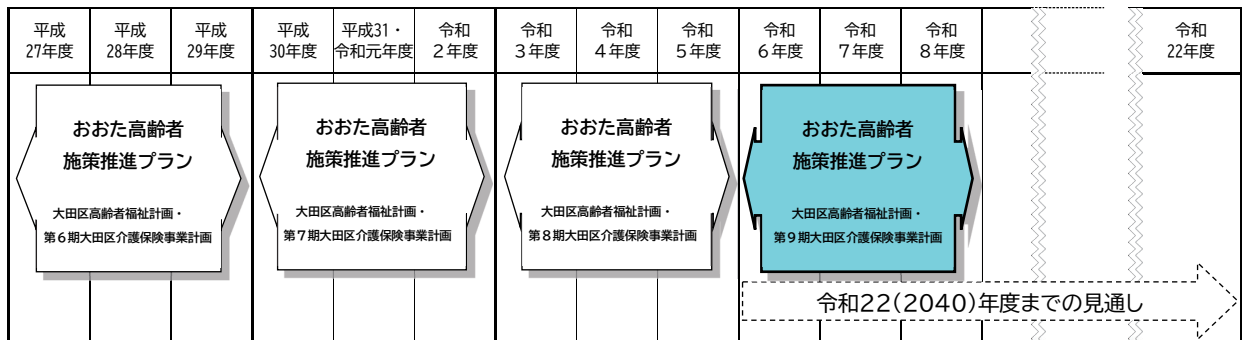 平成
27年度
平成
28年度
平成
29年度
平成
30年度
平成31・
令和元年度
令和
2年度
令和
3年度
令和
4年度
令和
5年度
令和
6年度
令和
7年度
令和
8年度
令和
22年度
おおた高齢者
施策推進プラン
大田区高齢者福祉計画・
第6期大田区介護保険事業計画
おおた高齢者
施策推進プラン
大田区高齢者福祉計画・
第7期大田区介護保険事業計画
おおた高齢者
施策推進プラン
大田区高齢者福祉計画・
第8期大田区介護保険事業計画
おおた高齢者
施策推進プラン
大田区高齢者福祉計画・
第9期大田区介護保険事業計画
令和22(2040)年度までの見通し